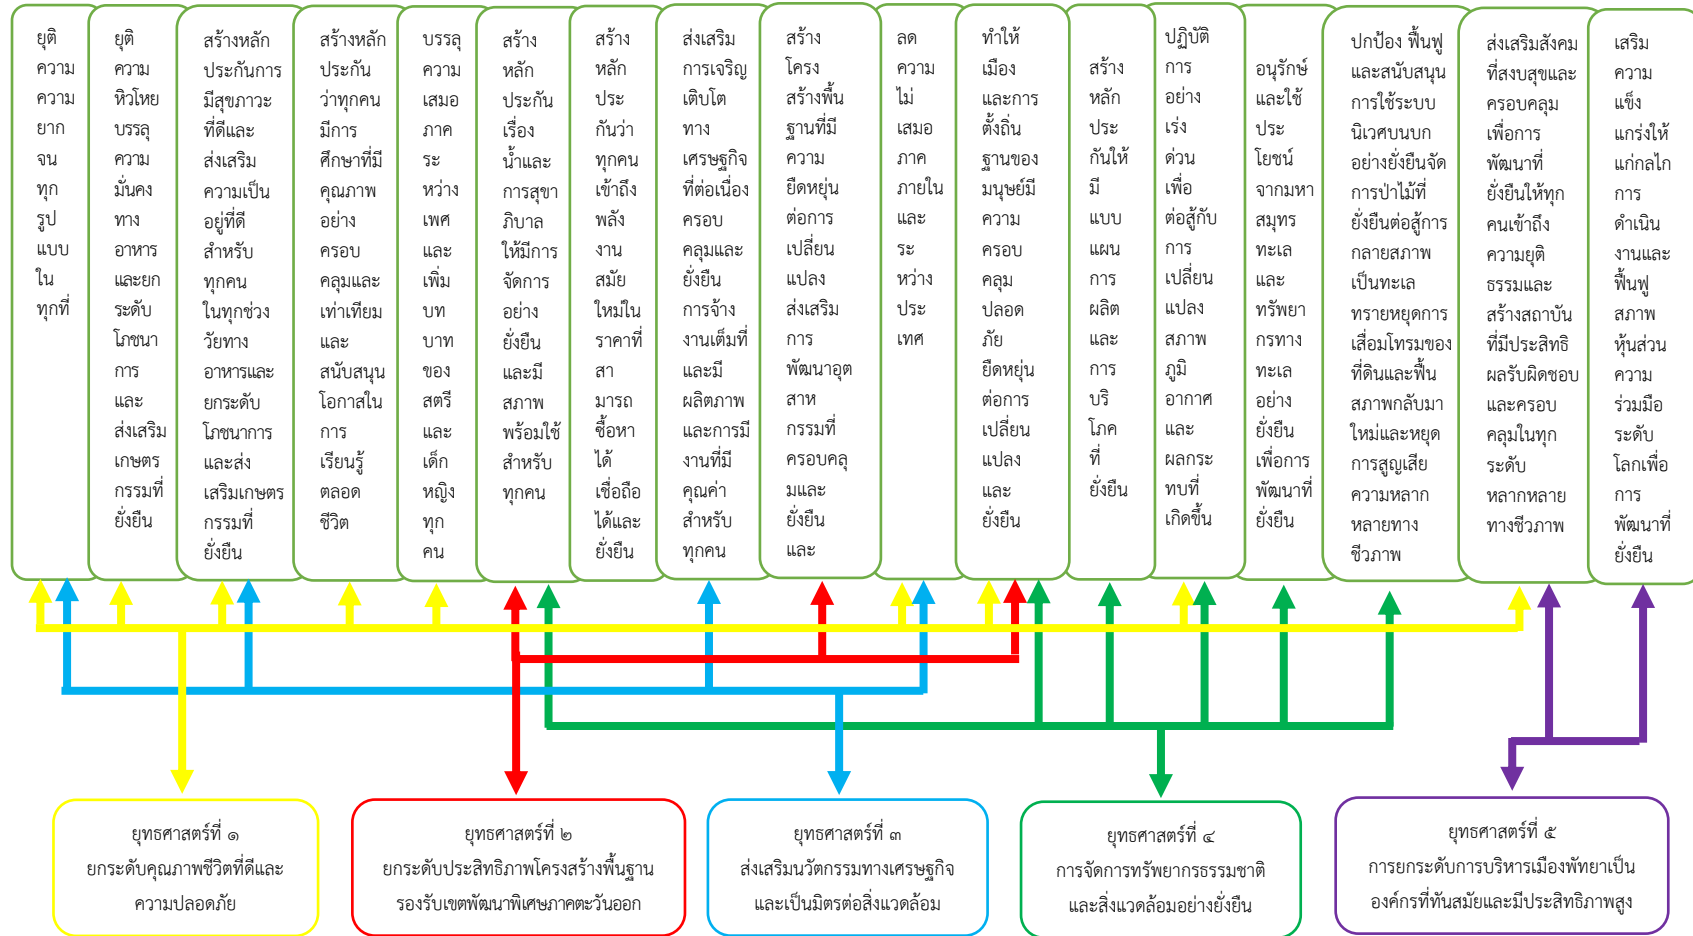 ยุติ
ความ
ความ
ยาก
จน
ทุก
รูป
แบบ
ใน
ทุกที่
ยุติ
ความ
หิวโหย
บรรลุ
ความ
มั่นคง
ทาง
อาหาร
และยก
ระดับ
โภชนา
การ
และ
ส่งเสริม
เกษตร
กรรมที่
ยั่งยืน
สร้างหลัก
ประกันการ
มีสุขภาวะ
ที่ดีและ
ส่งเสริม
ความเป็น
อยู่ที่ดี
สำหรับ
ทุกคน
ในทุกช่วง
วัยทาง
อาหารและ
ยกระดับ
โภชนาการ
และส่ง
เสริมเกษตร
กรรมที่
ยั่งยืน
สร้างหลัก
ประกัน
ว่าทุกคน
มีการ
ศึกษาที่มี
คุณภาพ
อย่าง
ครอบ
คลุมและ
เท่าเทียม
และ
สนับสนุน
โอกาสใน
การ
เรียนรู้
ตลอด
ชีวิต
บรรลุ
ความ
เสมอ
ภาค
ระ
หว่าง
เพศ
และ
เพิ่ม
บท
บาท
ของ
สตรี
และ
เด็ก
หญิง
ทุก
คน
สร้าง
หลัก
ประกัน
เรื่อง
น้ำและ
การสุขา
ภิบาล
ให้มีการ
จัดการ
อย่าง
ยั่งยืน
และมี
สภาพ
พร้อมใช้
สำหรับ
ทุกคน
สร้าง
หลัก
ประ
กันว่า
ทุกคน
เข้าถึง
พลัง
งาน
สมัย
ใหม่ใน
ราคาที่
สา
มารถ
ซื้อหา
ได้
เชื่อถือ
ได้และ
ยั่งยืน
ส่งเสริม
การเจริญ
เติบโต
ทาง
เศรษฐกิจ
ที่ต่อเนื่อง
ครอบ
คลุมและ
ยั่งยืน
การจ้าง
งานเต็มที่
และมี
ผลิตภาพ
และการมี
งานที่มี
คุณค่า
สำหรับ
ทุกคน
สร้าง
โครง
สร้างพื้น
ฐานที่มี
ความ
ยืดหยุ่น
ต่อการ
เปลี่ยน
แปลง
ส่งเสริม
การ
พัฒนาอุต
สาห
กรรมที่
ครอบคลุ
มและ
ยั่งยืน
และ
ลด
ความ
ไม่
เสมอ
ภาค
ภายใน
และ
ระ
หว่าง
ประ
เทศ
ทำให้
เมือง
และการ
ตั้งถิ่น
ฐานของ
มนุษย์มี
ความ
ครอบ
คลุม
ปลอด
ภัย
ยืดหยุ่น
ต่อการ
เปลี่ยน
แปลง
และ
ยั่งยืน
สร้าง
หลัก
ประ
กันให้
มี
แบบ
แผน
การ
ผลิต
และ
การ
บริ
โภค
ที่
ยั่งยืน
ปฏิบัติ
การ
อย่าง
เร่ง
ด่วน
เพื่อ
ต่อสู้กับ
การ
เปลี่ยน
แปลง
สภาพ
ภูมิ
อากาศ
และ
ผลกระ
ทบที่
เกิดขึ้น
อนุรักษ์
และใช้
ประ
โยชน์
จากมหา
สมุทร
ทะเล
และ
ทรัพยา
กรทาง
ทะเล
อย่าง
ยั่งยืน
เพื่อการ
พัฒนาที่
ยั่งยืน
ปกป้อง ฟื้นฟู
และสนับสนุน
การใช้ระบบ
นิเวศบนบก
อย่างยั่งยืนจัด
การป่าไม้ที่
ยั่งยืนต่อสู้การ
กลายสภาพ
เป็นทะเล
ทรายหยุดการ
เสื่อมโทรมของ
ที่ดินและฟื้น
สภาพกลับมา
ใหม่และหยุด
การสูญเสีย
ความหลาก
หลายทาง
ชีวภาพ
ส่งเสริมสังคม
ที่สงบสุขและ
ครอบคลุม
เพื่อการ
พัฒนาที่
ยั่งยืนให้ทุก
คนเข้าถึง
ความยุติ
ธรรมและ
สร้างสถาบัน
ที่มีประสิทธิ
ผลรับผิดชอบ
และครอบ
คลุมในทุก
ระดับ
หลากหลาย
ทางชีวภาพ
เสริม
ความ
แข็ง
แกร่งให้
แก่กลไก
การ
ดำเนิน
งานและ
ฟื้นฟู
สภาพ
หุ้นส่วน
ความ
ร่วมมือ
ระดับ
โลกเพื่อ
การ
พัฒนาที่
ยั่งยืน
ยุทธศาสตร์ที่ ๑
ยกระดับคุณภาพชีวิตที่ดีและ
ความปลอดภัย
ยุทธศาสตร์ที่ ๒
ยกระดับประสิทธิภาพโครงสร้างพื้นฐาน
รองรับเขตพัฒนาพิเศษภาคตะวันออก
ยุทธศาสตร์ที่ ๓
ส่งเสริมนวัตกรรมทางเศรษฐกิจ
และเป็นมิตรต่อสิ่งแวดล้อม
ยุทธศาสตร์ที่ ๔
การจัดการทรัพยากรธรรมชาติ
และสิ่งแวดล้อมอย่างยั่งยืน
ยุทธศาสตร์ที่ ๕
การยกระดับการบริหารเมืองพัทยาเป็น
องค์กรที่ทันสมัยและมีประสิทธิภาพสูง